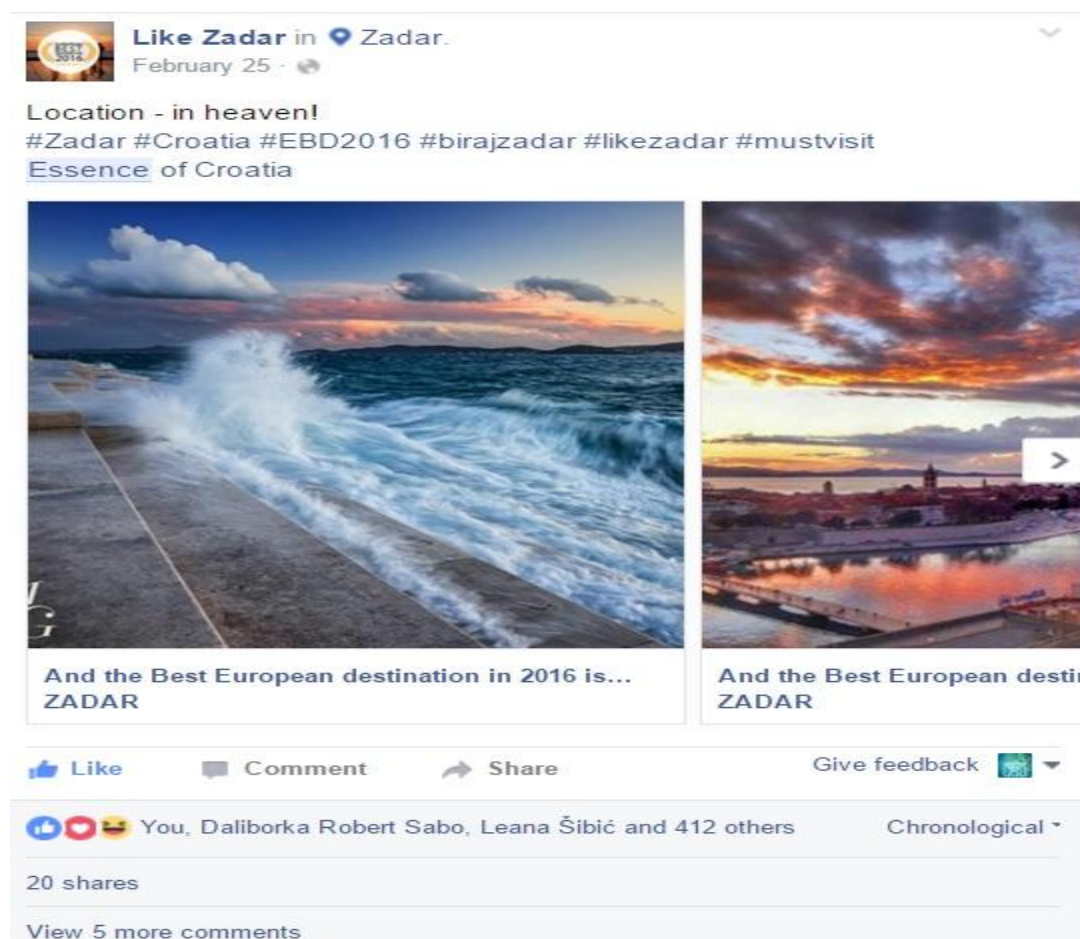 BEST
2016
Like Zadar in Zadar.
February 25 ·
Location - in heaven!
#Zadar #Croatia #EBD2016 #birajzadar #likezadar #mustvisit
Essence of Croatia
G
And the Best European destination in 2016 is...
ZADAR
And the Best European desti
ZADAR
Like Comment Share Give feedback
You, Daliborka Robert Sabo, Leana Šibić and 412 others Chronological
20 shares
View 5 more comments